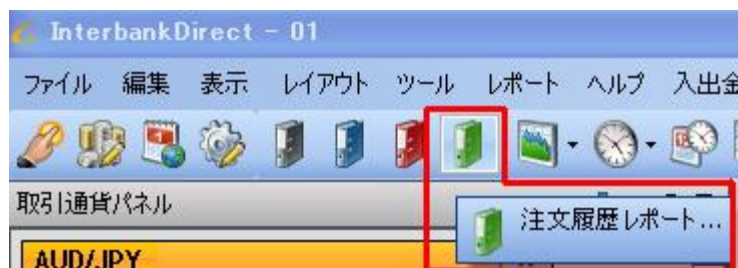 InterbankDirect - 01
ファイル 編集 表示 レイアウト ツール レポート ヘルプ 入出金
取引通貨パネル
注文履歴レポート...
AUD/JPY